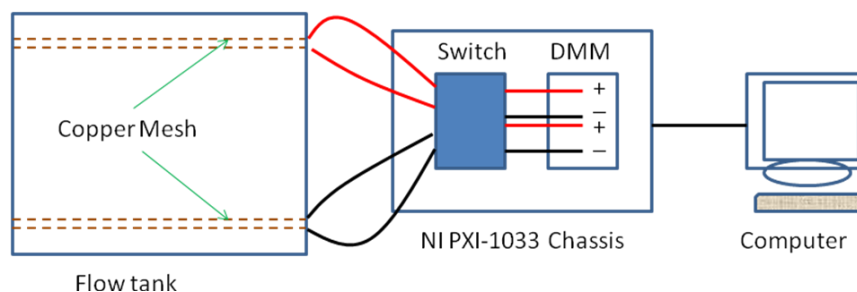 Switch
DMM
+
–
+
–
Copper Mesh
NI PXI-1033 Chassis
Computer
Flow tank